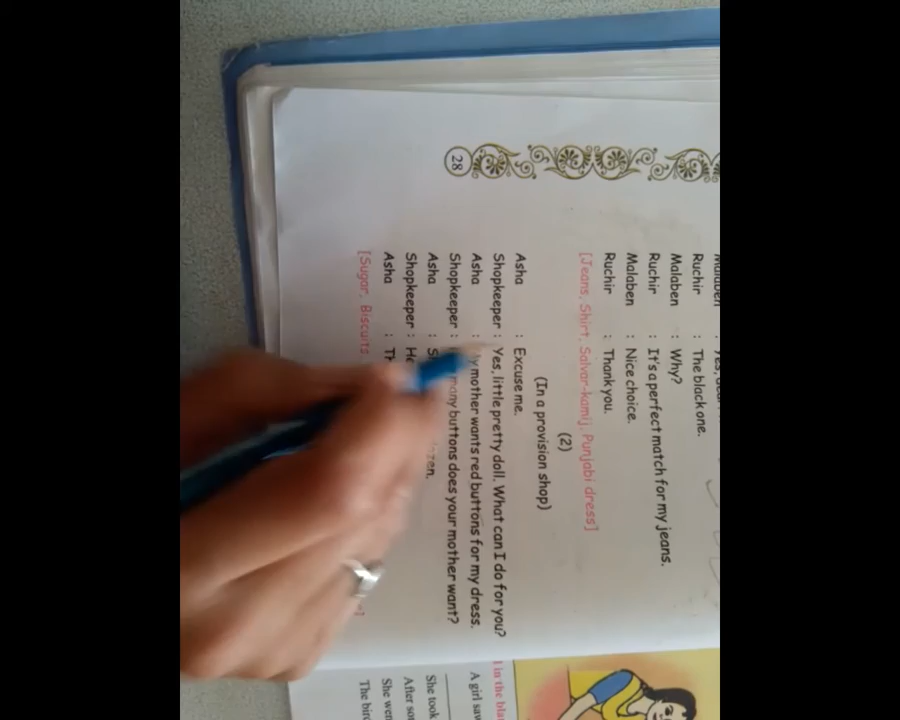 Ruchir : The black one.
Malaben : Why?
Ruchir : It's a perfect match for my jeans.
Malaben : Nice choice.
Ruchir : Thank you.
[Jeans, Shirt, Salvar-kamij, Punjabi dress]
(2)
(In a provision shop)
Asha : Excuse me.
Shopkeeper : Yes, little pretty doll. What can I do for you?
Asha : mother wants red buttons for my dress.
Shopkeeper : many buttons does your mother want?
Asha :
Shopkeeper :
Asha :
[Sugar, Biscuits
28
in the
A girl saw
She took
After
She
The